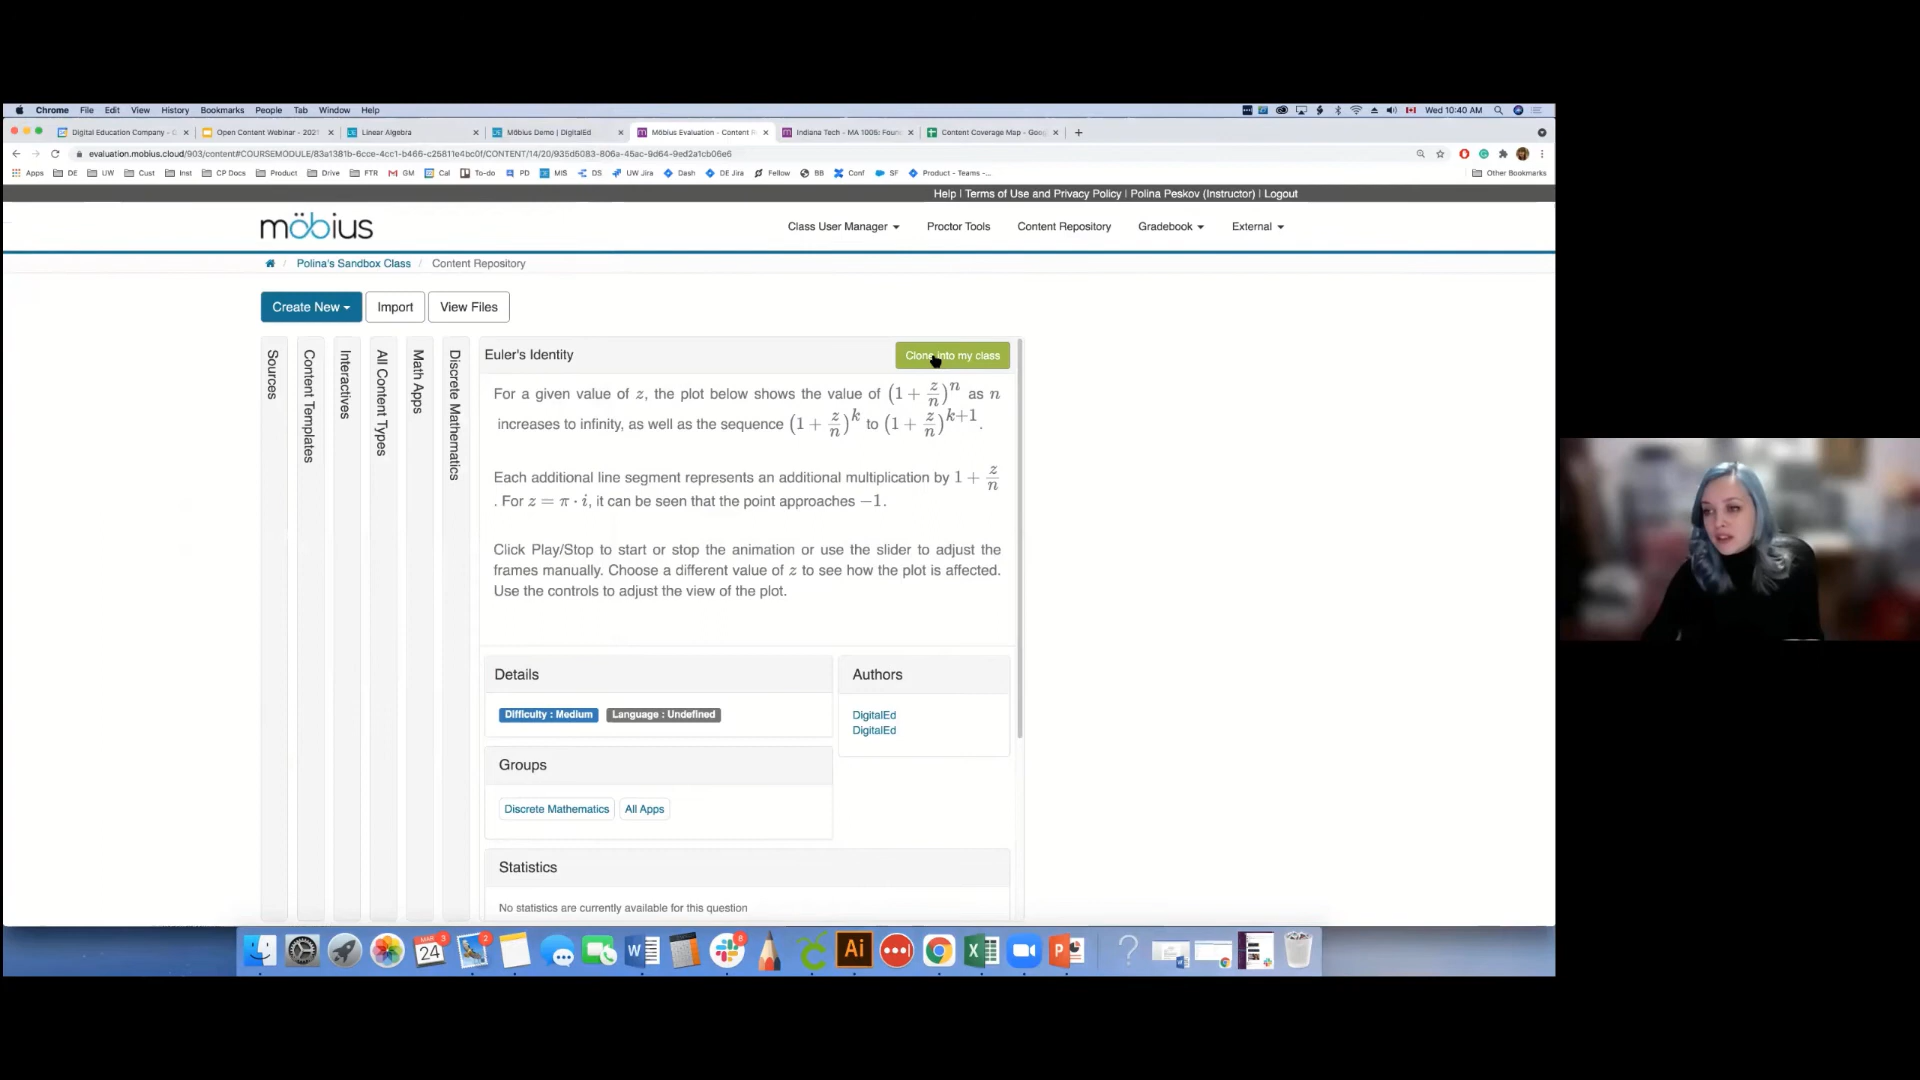 Chrome File Edit View History Bookmarks People Tab Window Help Wed 10:40 AM
Digital Education Company - C Open Content Webinar - 2021 Linear Algebra Möbius Demo | DigitalEd Möbius Evaluation - Content R Indiana Tech - MA 1005: Foun Content Coverage Map - Goog
evaluation.mobius.cloud/903/content#COURSEMODULE/83a1381b-6cce-4cc1-b466-c25811e4bc0f/CONTENT/14/20/935d5083-806a-45ac-9d64-9ed2a1cb06e6
Apps DE UW Cust Inst CP Docs Product Drive FTR GM Cal To-do PD MIS DS UW Jira Dash DE Jira Fellow BB Conf SF Product - Teams -... Other Bookmarks
Help | Terms of Use and Privacy Policy | Polina Peskov (Instructor) | Logout
möbius
Class User Manager Proctor Tools Content Repository Gradebook External
Polina's Sandbox Class / Content Repository
Create New Import View Files
Sources
Content Templates
Interactives
All Content Types
Math Apps
Discrete Mathematics
Euler's Identity
Clone into my class
For a given value of z, the plot below shows the value of (1 + z/n)^n as n
increases to infinity, as well as the sequence (1 + z/n)^k to (1 + z/n)^{k+1}.
Each additional line segment represents an additional multiplication by 1 + z/n
. For z = π · i, it can be seen that the point approaches −1.
Click Play/Stop to start or stop the animation or use the slider to adjust the
frames manually. Choose a different value of z to see how the plot is affected.
Use the controls to adjust the view of the plot.
Details
Difficulty : Medium Language : Undefined
Authors
DigitalEd
DigitalEd
Groups
Discrete Mathematics All Apps
Statistics
No statistics are currently available for this question
MAR 24 3 2 W 8 Ai X P ?